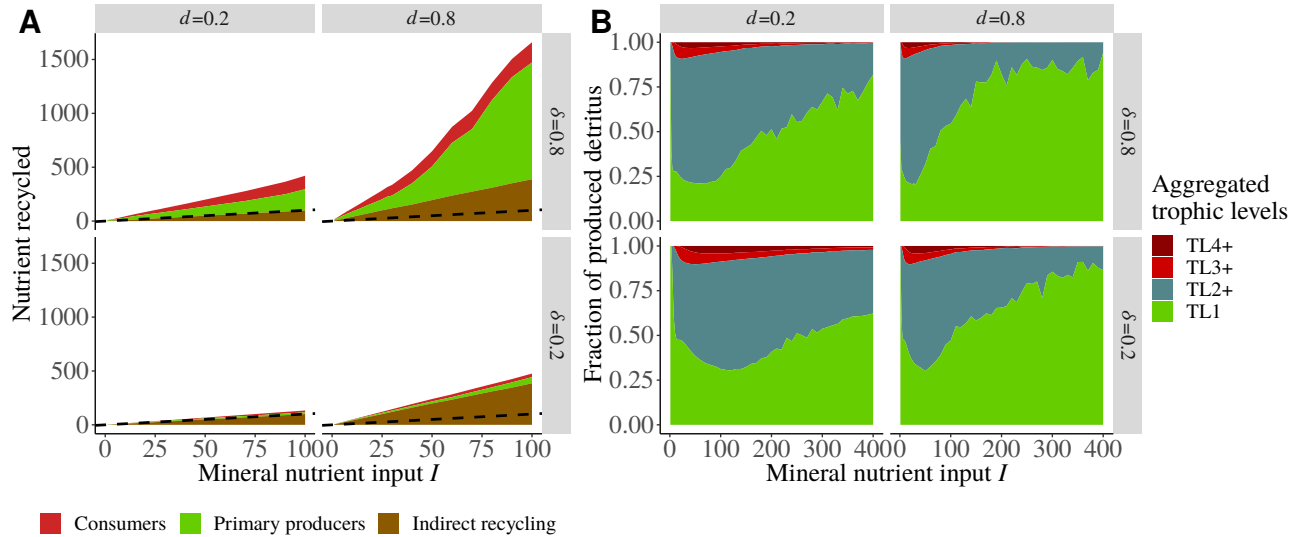 A
d=0.2
d=0.8
Nutrient recycled
1500
1000
500
0
δ=0.8
1500
1000
500
0
δ=0.2
0 25 50 75 100 0 25 50 75 100
Mineral nutrient input I
Consumers Primary producers Indirect recycling
B
d=0.2
d=0.8
Fraction of produced detritus
1.00
0.75
0.50
0.25
0.00
δ=0.8
1.00
0.75
0.50
0.25
0.00
δ=0.2
0 100 200 300 400 0 100 200 300 400
Mineral nutrient input I
Aggregated
trophic levels
TL4+
TL3+
TL2+
TL1